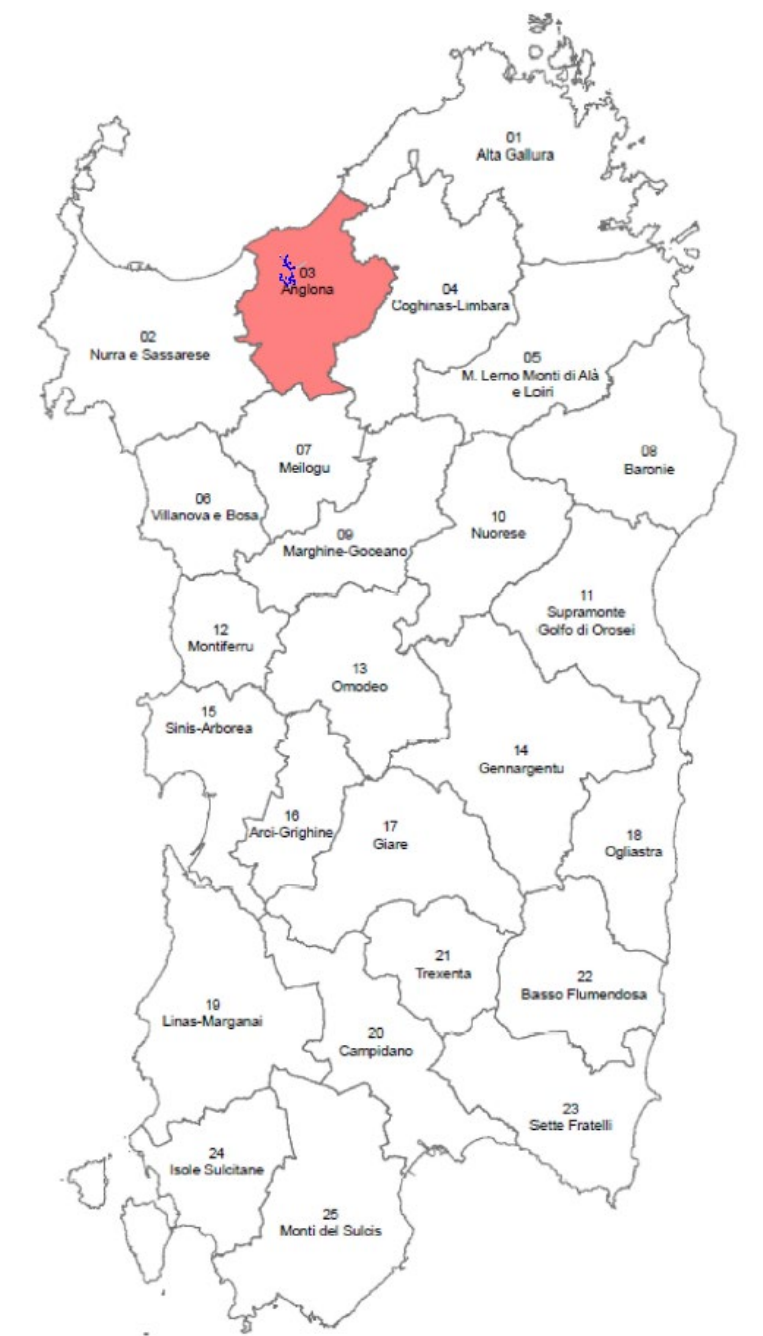 01
Alta Gallura
03
Anglona
04
Coghinas-Limbara
02
Nurra e Sassarese
05
M. Lerno Monti di Alà
e Loiri
07
Meilogu
08
Baronie
06
Villanova e Bosa
10
Nuorese
09
Marghine-Goceano
11
Supramonte
Golfo di Orosei
12
Montiferru
13
Omodeo
15
Sinis-Arborea
14
Gennargentu
16
Arci-Grighine
17
Giare
18
Ogliastra
21
Trexenta
22
Basso Flumendosa
19
Linas-Marganai
20
Campidano
23
Sette Fratelli
24
Isole Sulcitane
25
Monti del Sulcis